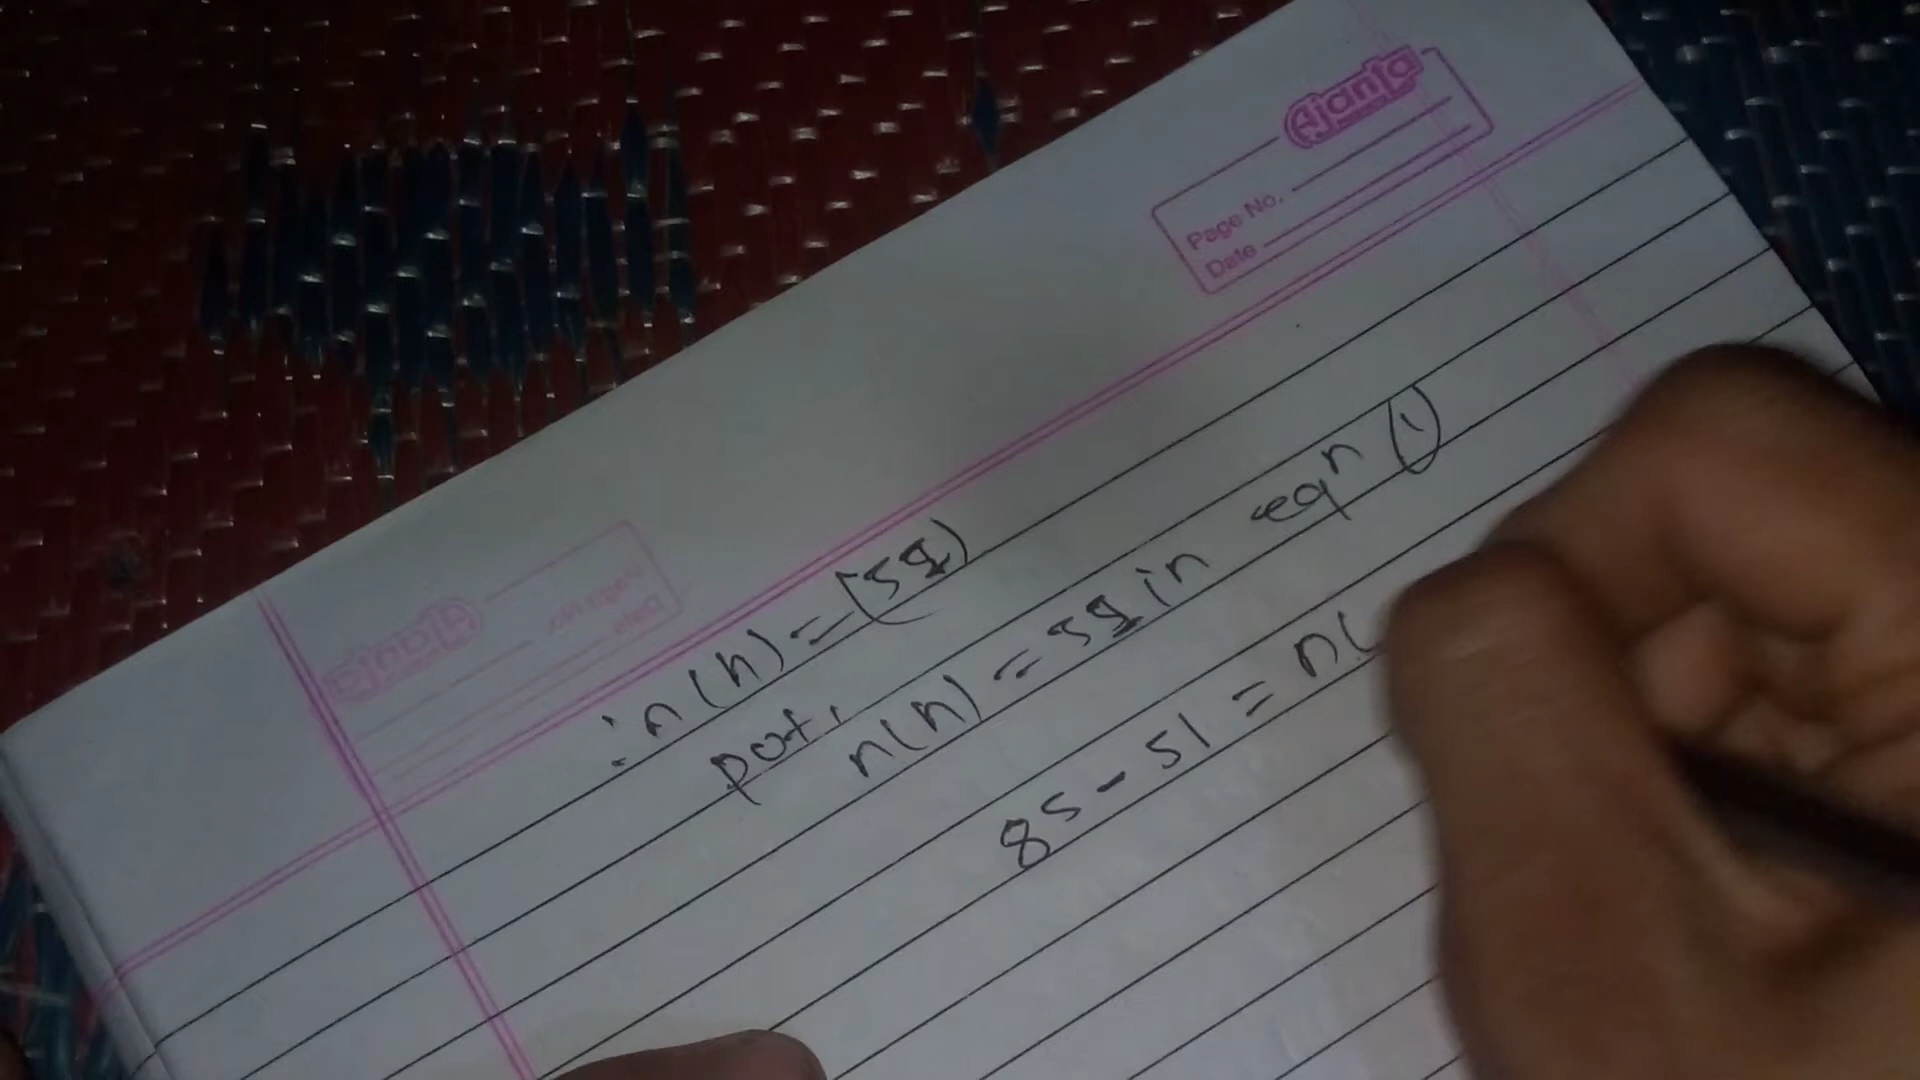 Ajanta
Page No.
Date
∴ n(h) = (59)
put,
n(h) = 59 in eqⁿ (1)
85 - 51 = n(